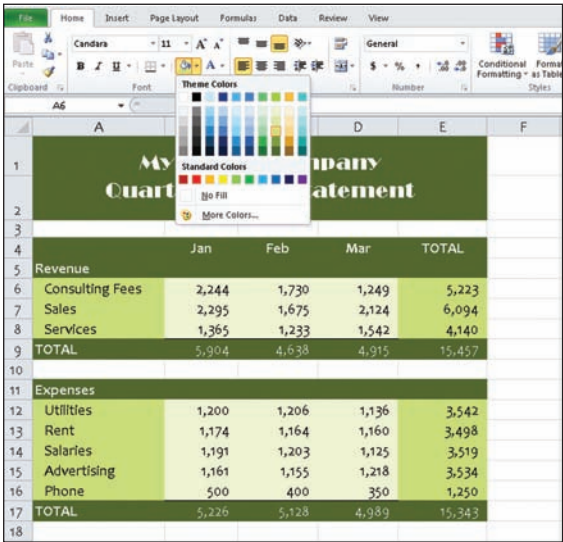 File Home Insert Page Layout Formulas Data Review View
Candara 11 A A General
Paste B I U A $ % , Conditional Format
Formatting as Table
Clipboard Font Number Styles
A6
Theme Colors
Standard Colors
No Fill
More Colors...
A D E F
1 My mpany
2 Quart atement
3
4 Jan Feb Mar TOTAL
5 Revenue
6 Consulting Fees 2,244 1,730 1,249 5,223
7 Sales 2,295 1,675 2,124 6,094
8 Services 1,365 1,233 1,542 4,140
9 TOTAL 5,904 4,638 4,915 15,457
10
11 Expenses
12 Utilities 1,200 1,206 1,136 3,542
13 Rent 1,174 1,164 1,160 3,498
14 Salaries 1,191 1,203 1,125 3,519
15 Advertising 1,161 1,155 1,218 3,534
16 Phone 500 400 350 1,250
17 TOTAL 5,226 5,128 4,989 15,343
18